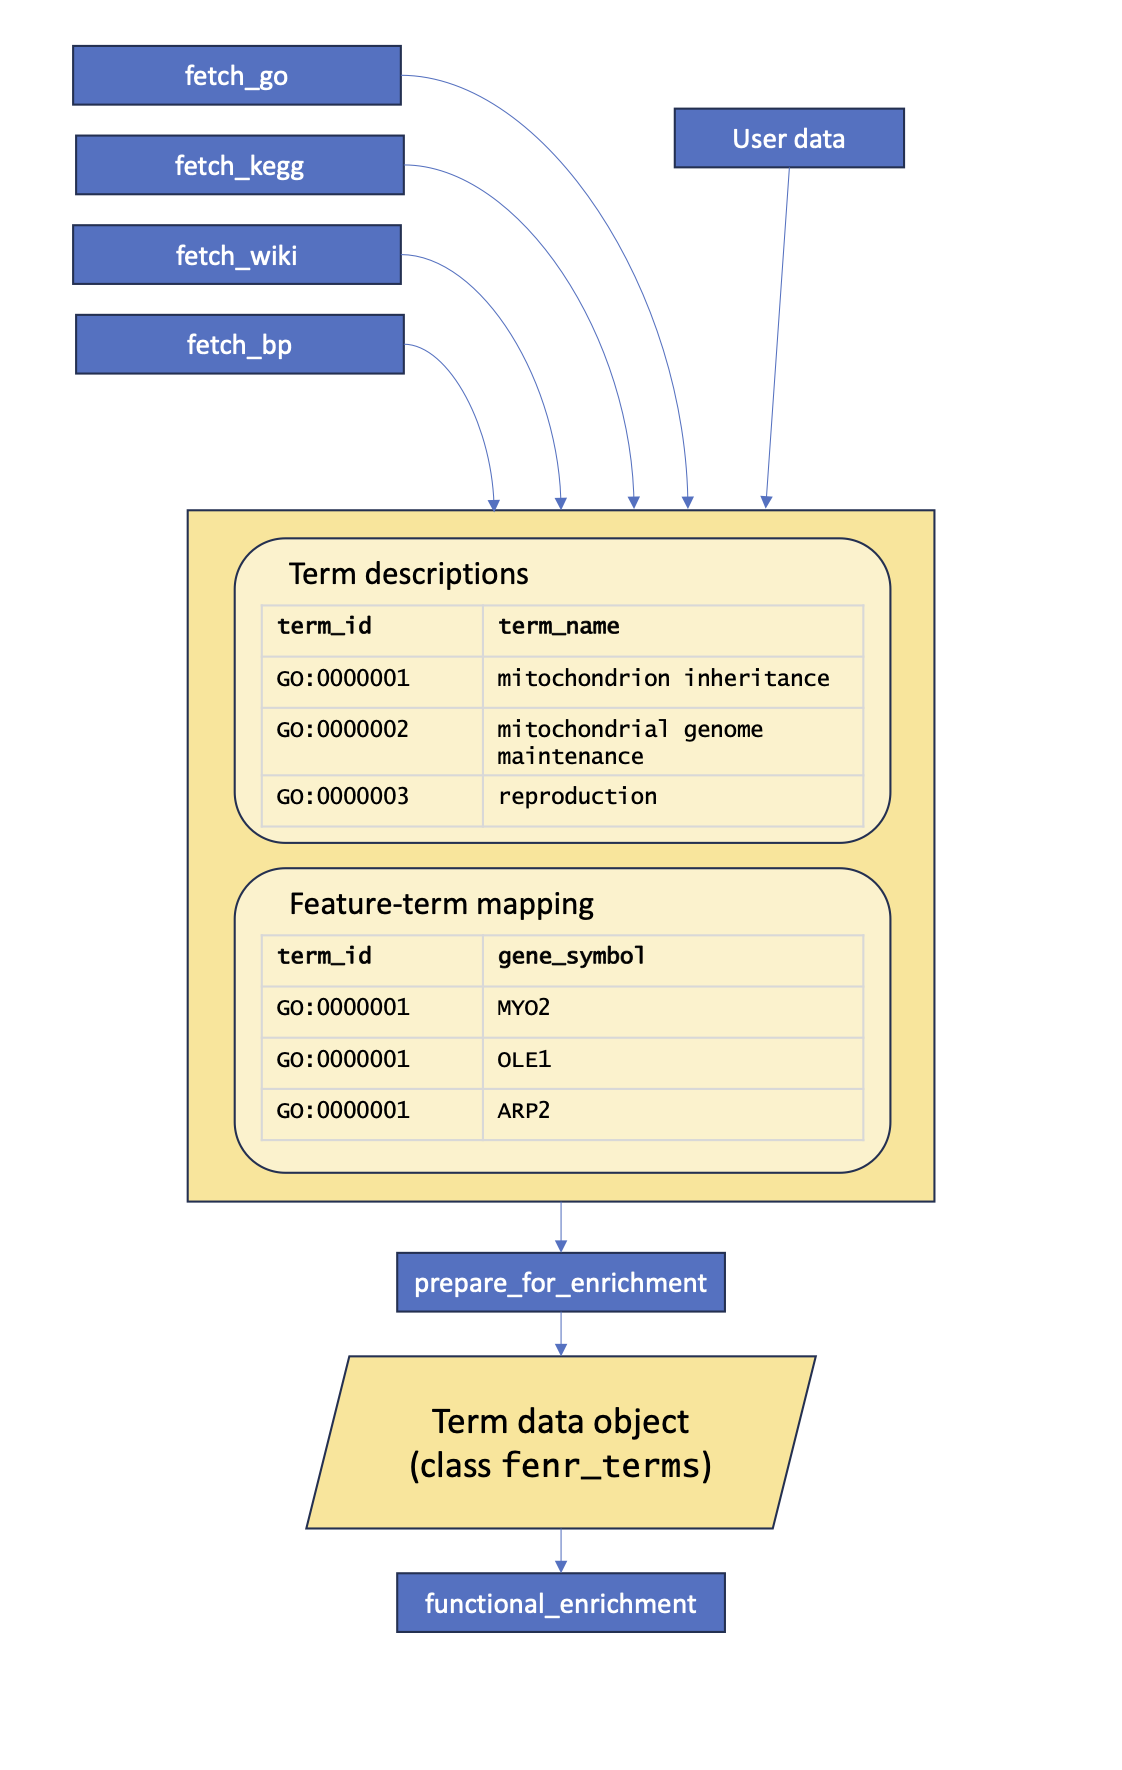 fetch_go
User data
fetch_kegg
fetch_wiki
fetch_bp
Term descriptions
term_id term_name
GO:0000001 mitochondrion inheritance
GO:0000002 mitochondrial genome
maintenance
GO:0000003 reproduction
Feature-term mapping
term_id gene_symbol
GO:0000001 MYO2
GO:0000001 OLE1
GO:0000001 ARP2
prepare_for_enrichment
Term data object
(class fenr_terms)
functional_enrichment